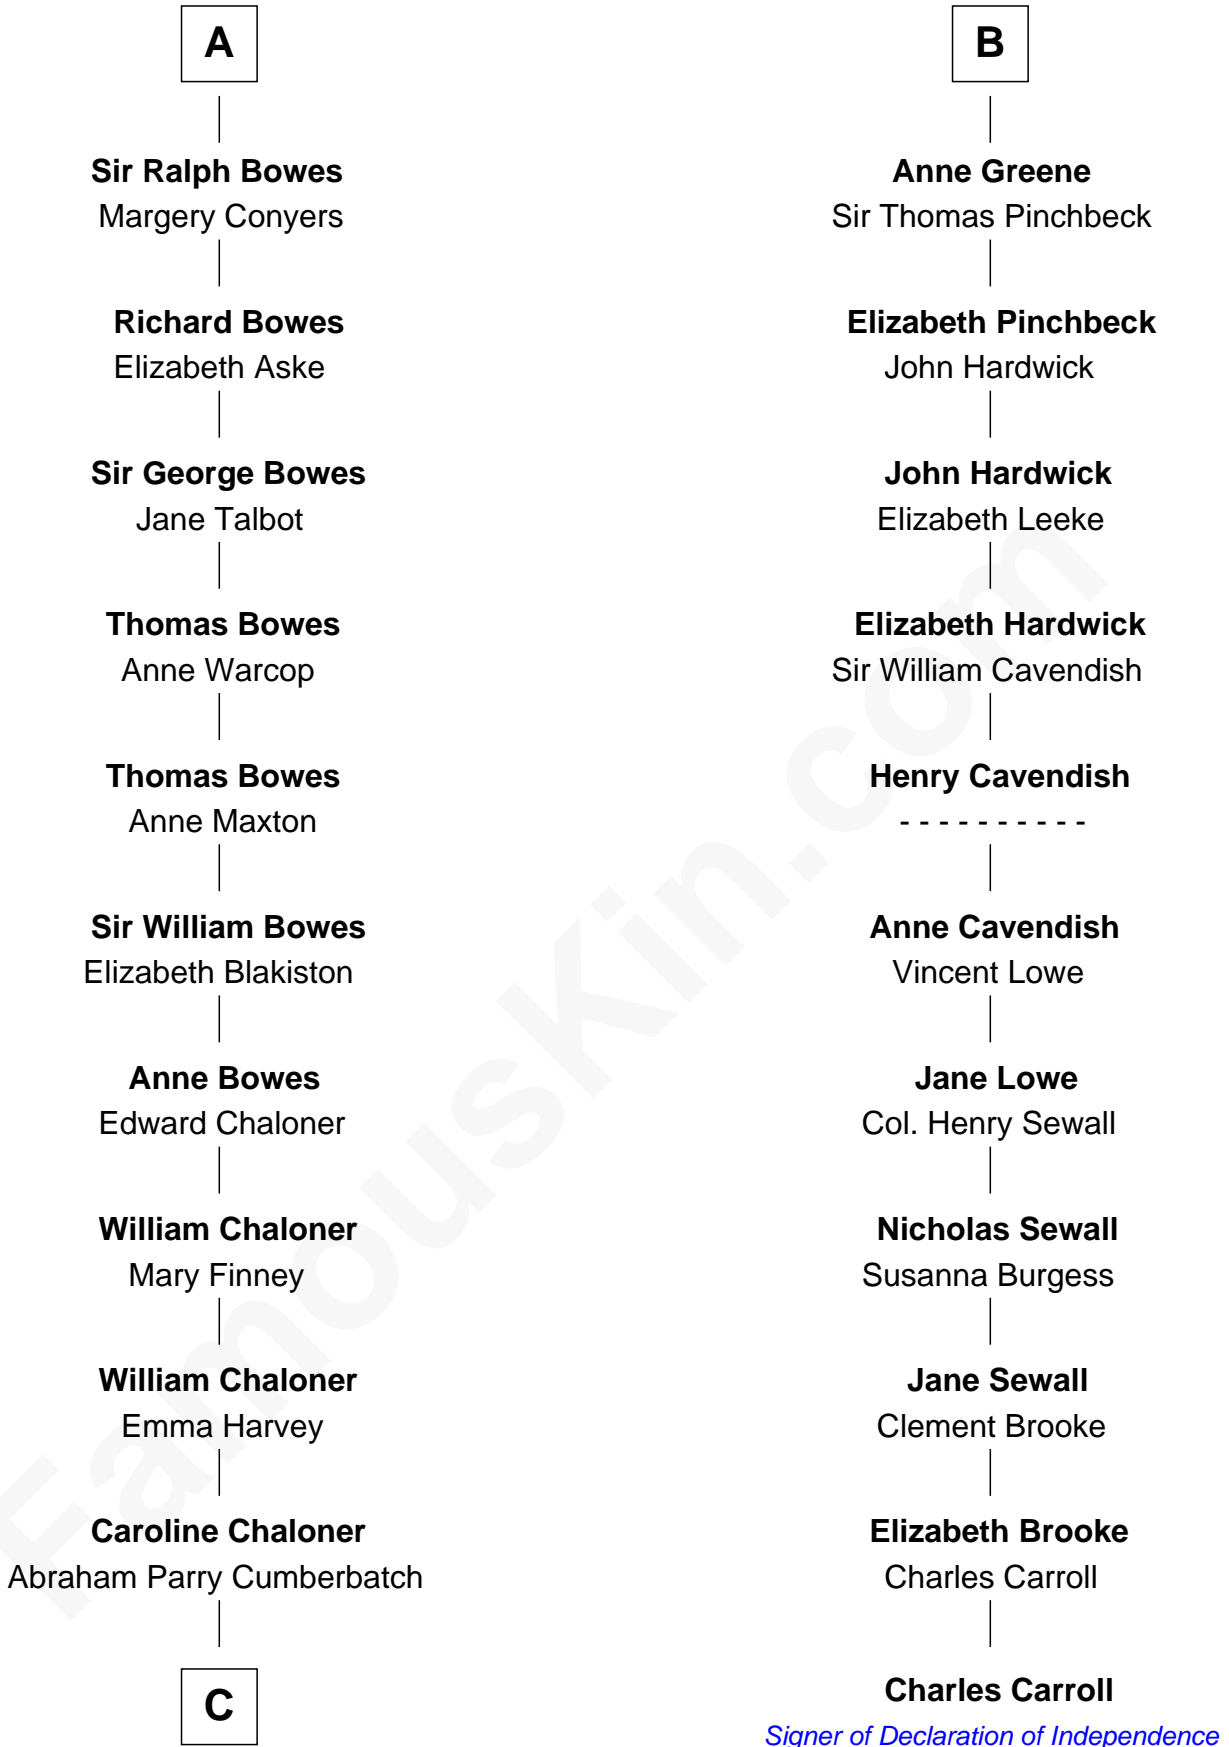 A
Sir Ralph Bowes
Margery Conyers
Richard Bowes
Elizabeth Aske
Sir George Bowes
Jane Talbot
Thomas Bowes
Anne Warcop
Thomas Bowes
Anne Maxton
Sir William Bowes
Elizabeth Blakiston
Anne Bowes
Edward Chaloner
William Chaloner
Mary Finney
William Chaloner
Emma Harvey
Caroline Chaloner
Abraham Parry Cumberbatch
C
B
Anne Greene
Sir Thomas Pinchbeck
Elizabeth Pinchbeck
John Hardwick
John Hardwick
Elizabeth Leeke
Elizabeth Hardwick
Sir William Cavendish
Henry Cavendish
- - - - - - - - - -
Anne Cavendish
Vincent Lowe
Jane Lowe
Col. Henry Sewall
Nicholas Sewall
Susanna Burgess
Jane Sewall
Clement Brooke
Elizabeth Brooke
Charles Carroll
Charles Carroll
Signer of Declaration of Independence
FamousKin.com